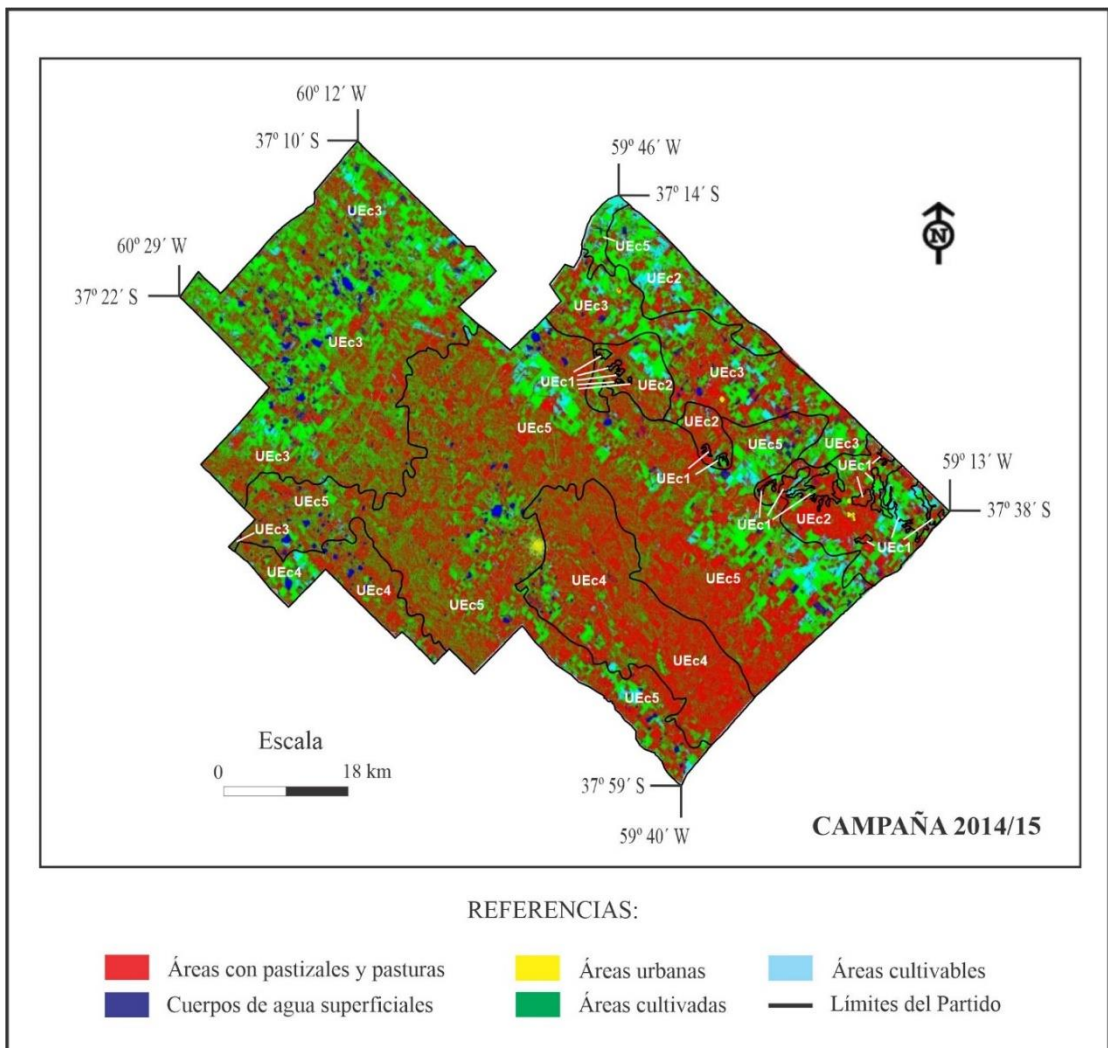 60º 12´ W
37º 10´ S
59º 46´ W
37º 14´ S
N
60º 29´ W
37º 22´ S
UEc3
UEc5
UEc2
UEc3
UEc3
UEc3
UEc1
UEc2
UEc2
UEc5
UEc5
UEc3
UEc3
UEc1
UEc1
59º 13´ W
37º 38´ S
UEc5
UEc1
UEc2
UEc3
UEc1
UEc4
UEc4
UEc4
UEc5
UEc5
UEc4
UEc5
Escala
0 18 km
37º 59´ S
59º 40´ W
CAMPAÑA 2014/15
REFERENCIAS:
Áreas con pastizales y pasturas
Áreas urbanas
Áreas cultivables
Cuerpos de agua superficiales
Áreas cultivadas
Límites del Partido